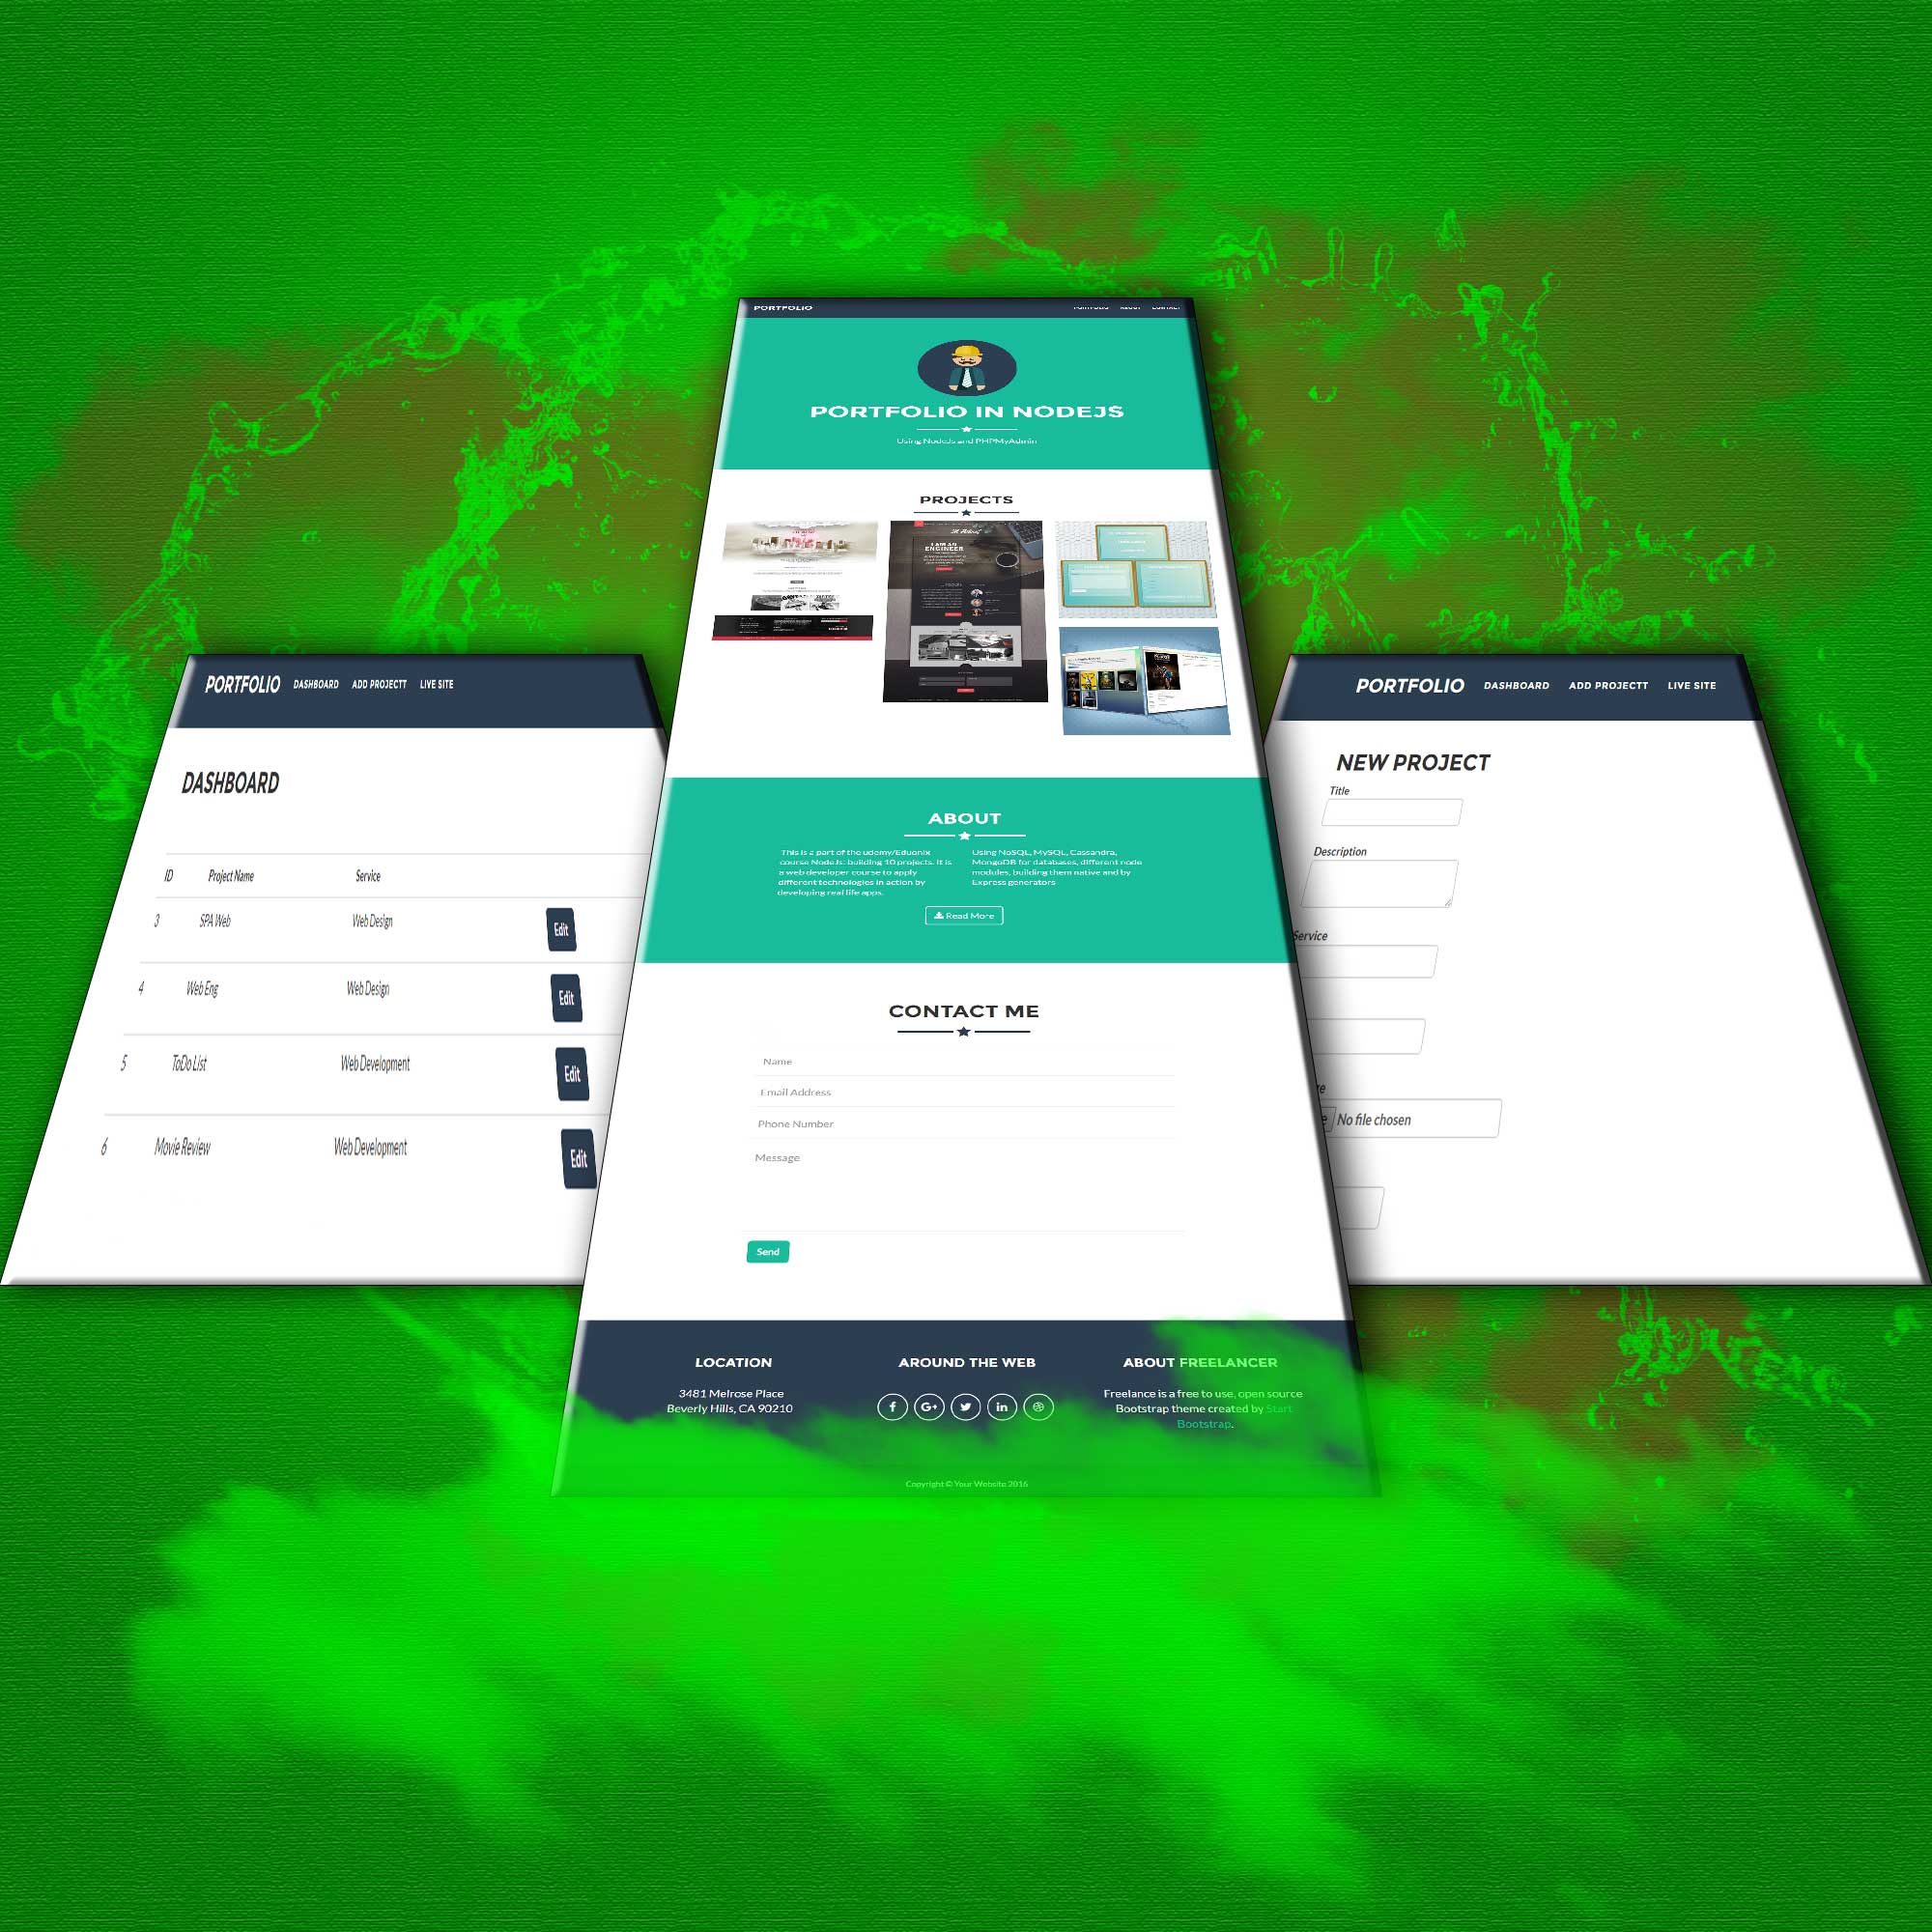 PORTFOLIO
PORTFOLIO ABOUT CONTACT
PORTFOLIO IN NODEJS
Using NodeJs and PHPMyAdmin
PROJECTS
I AM AN
ENGINEER
ABOUT
This is a part of the udemy/Eduonix
course NodeJs: building 10 projects. It is
a web developer course to apply
different technologies in action by
developing real life apps.
Using NoSQL, MySQL, Cassandra,
MongoDB for databases, different node
modules, building them native and by
Express generators
Read More
CONTACT ME
Name
Email Address
Phone Number
Message
Send
LOCATION
3481 Melrose Place
Beverly Hills, CA 90210
AROUND THE WEB
ABOUT FREELANCER
Freelance is a free to use, open source
Bootstrap theme created by Start
Bootstrap.
Copyright © Your Website 2016
PORTFOLIO DASHBOARD ADD PROJECTT LIVE SITE
DASHBOARD
ID Project Name Service
3 SPA Web Web Design Edit
4 Web Eng Web Design Edit
5 ToDo List Web Development Edit
6 Movie Review Web Development Edit
PORTFOLIO DASHBOARD ADD PROJECTT LIVE SITE
NEW PROJECT
Title
Description
Service
No file chosen